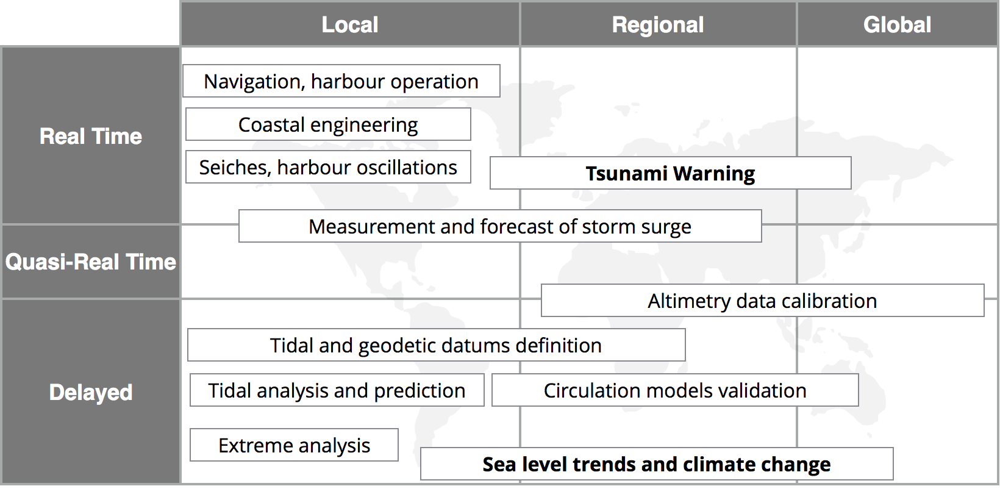 Local Regional Global
Real Time
Navigation, harbour operation
Coastal engineering
Seiches, harbour oscillations
Tsunami Warning
Measurement and forecast of storm surge
Quasi-Real Time
Altimetry data calibration
Delayed
Tidal and geodetic datums definition
Tidal analysis and prediction
Circulation models validation
Extreme analysis
Sea level trends and climate change